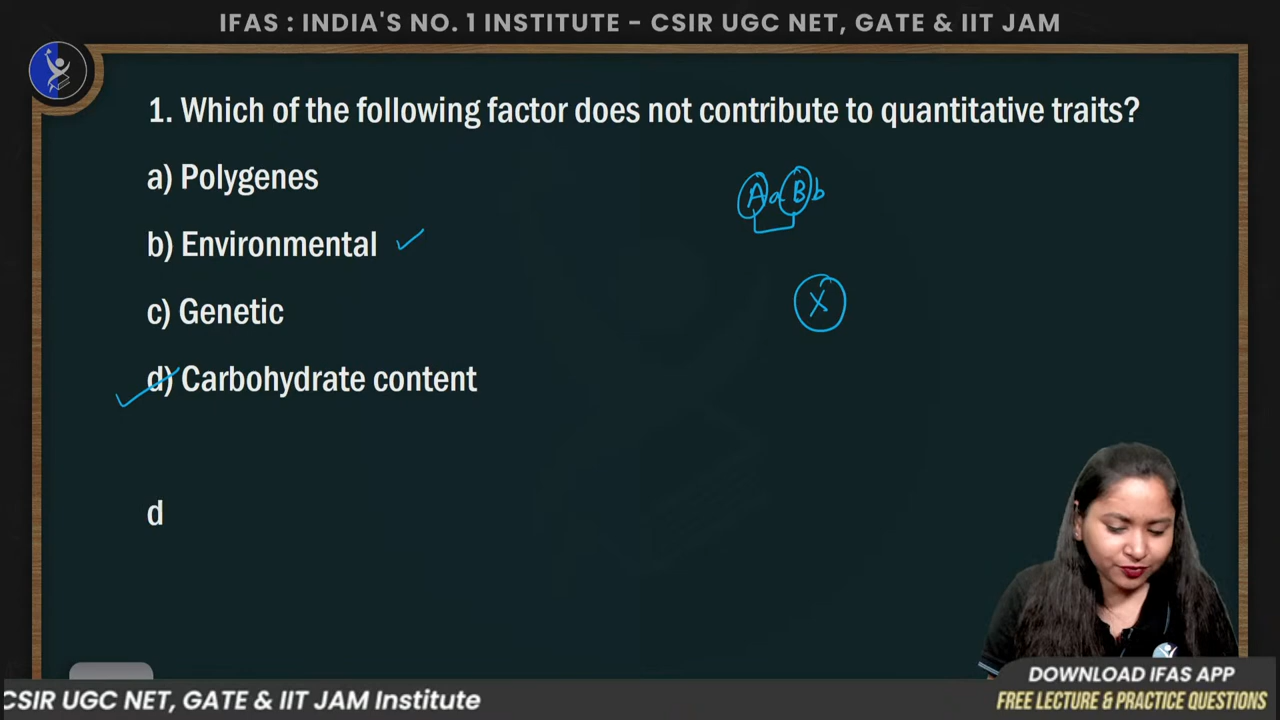 IFAS : INDIA'S NO. 1 INSTITUTE - CSIR UGC NET, GATE & IIT JAM
1. Which of the following factor does not contribute to quantitative traits?
a) Polygenes
AaBb
b) Environmental
c) Genetic
X
d) Carbohydrate content
d
DOWNLOAD IFAS APP
CSIR UGC NET, GATE & IIT JAM Institute
FREE LECTURE & PRACTICE QUESTIONS